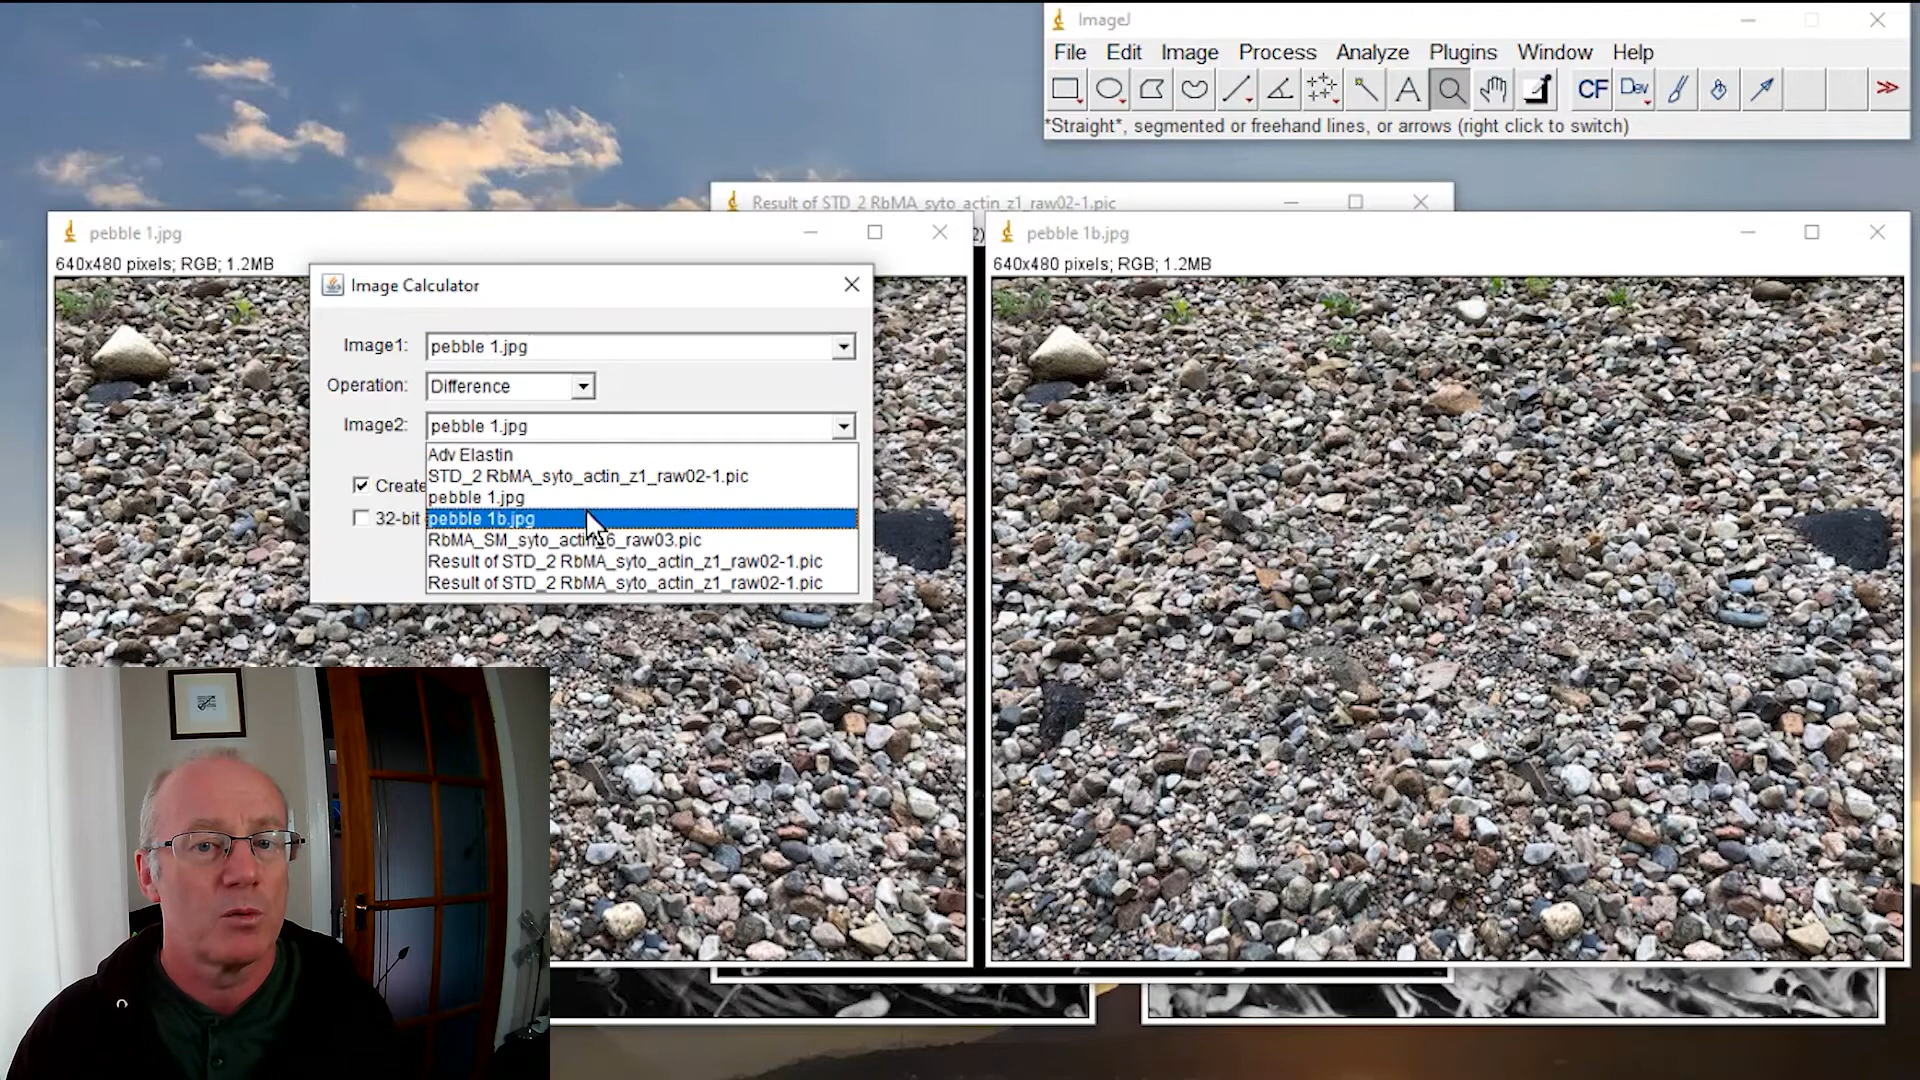 ImageJ
File Edit Image Process Analyze Plugins Window Help
CF Dev
*Straight*, segmented or freehand lines, or arrows (right click to switch)
Result of STD_2 RbMA_syto_actin_z1_raw02-1.pic
pebble 1.jpg
2)
pebble 1b.jpg
640x480 pixels; RGB; 1.2MB
640x480 pixels; RGB; 1.2MB
Image Calculator
Image1: pebble 1.jpg
Operation: Difference
Image2: pebble 1.jpg
Adv Elastin
STD_2 RbMA_syto_actin_z1_raw02-1.pic
Create
pebble 1.jpg
32-bit
pebble 1b.jpg
RbMA_SM_syto_actin_6_raw03.pic
Result of STD_2 RbMA_syto_actin_z1_raw02-1.pic
Result of STD_2 RbMA_syto_actin_z1_raw02-1.pic